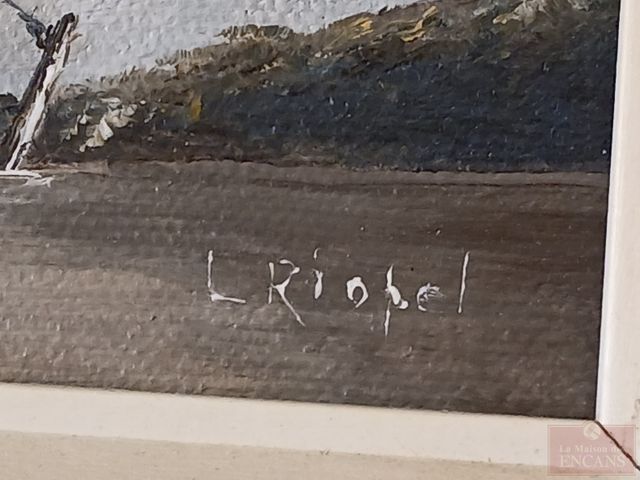 L Riopel
La Maison des
ENCANS